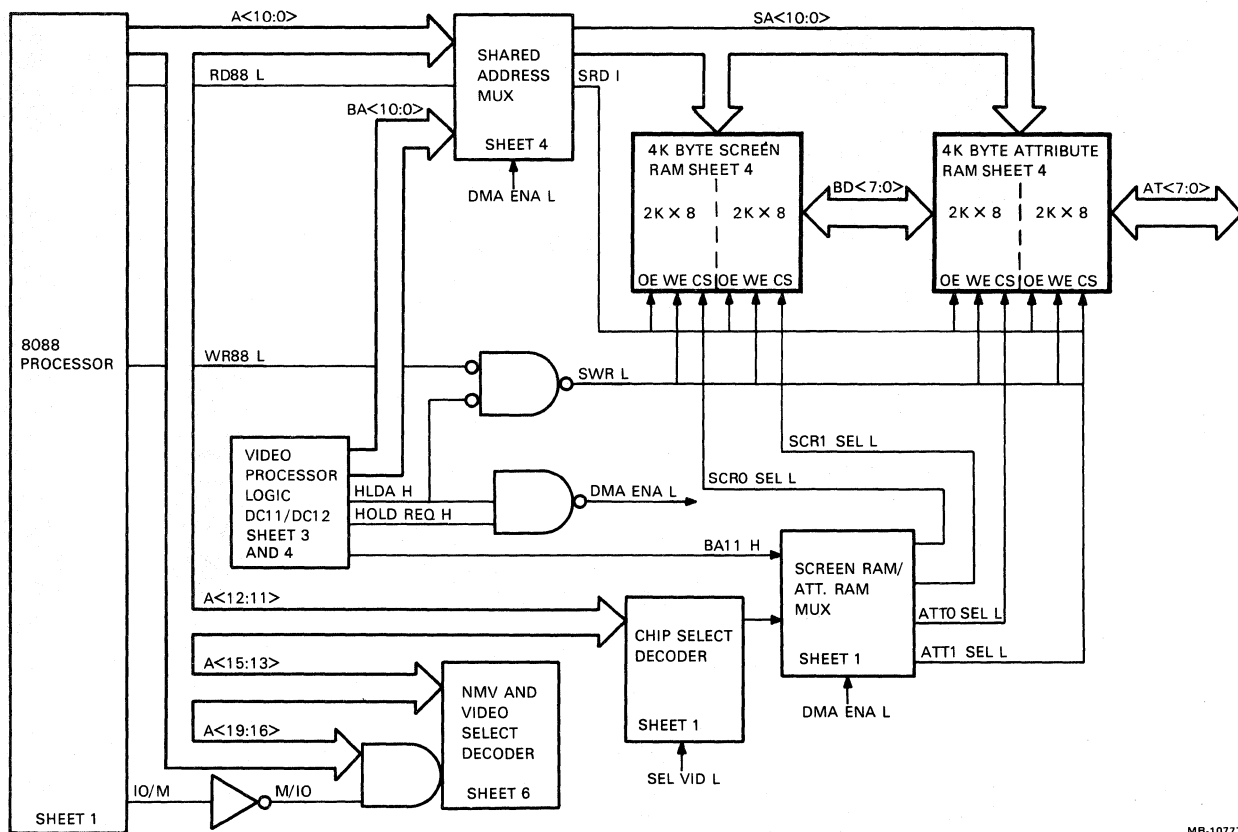 A<10:0>
SA<10:0>
SHARED
ADDRESS
MUX
SHEET 4
RD88 L
SRD I
BA<10:0>
DMA ENA L
4K BYTE SCREEN
RAM SHEET 4
2K × 8
2K × 8
OE WE CS OE WE CS
BD<7:0>
4K BYTE ATTRIBUTE
RAM SHEET 4
2K × 8
2K × 8
OE WE CS OE WE CS
AT<7:0>
8088
PROCESSOR
SHEET 1
WR88 L
SWR L
VIDEO
PROCESSOR
LOGIC
DC11/DC12
SHEET 3
AND 4
HLDA H
HOLD REQ H
DMA ENA L
SCR1 SEL L
SCR0 SEL L
BA11 H
SCREEN RAM/
ATT. RAM
MUX
SHEET 1
ATT0 SEL L
ATT1 SEL L
DMA ENA L
A<12:11>
CHIP SELECT
DECODER
SHEET 1
SEL VID L
A<15:13>
NMV AND
VIDEO
SELECT
DECODER
SHEET 6
A<19:16>
IO/M
M/IO